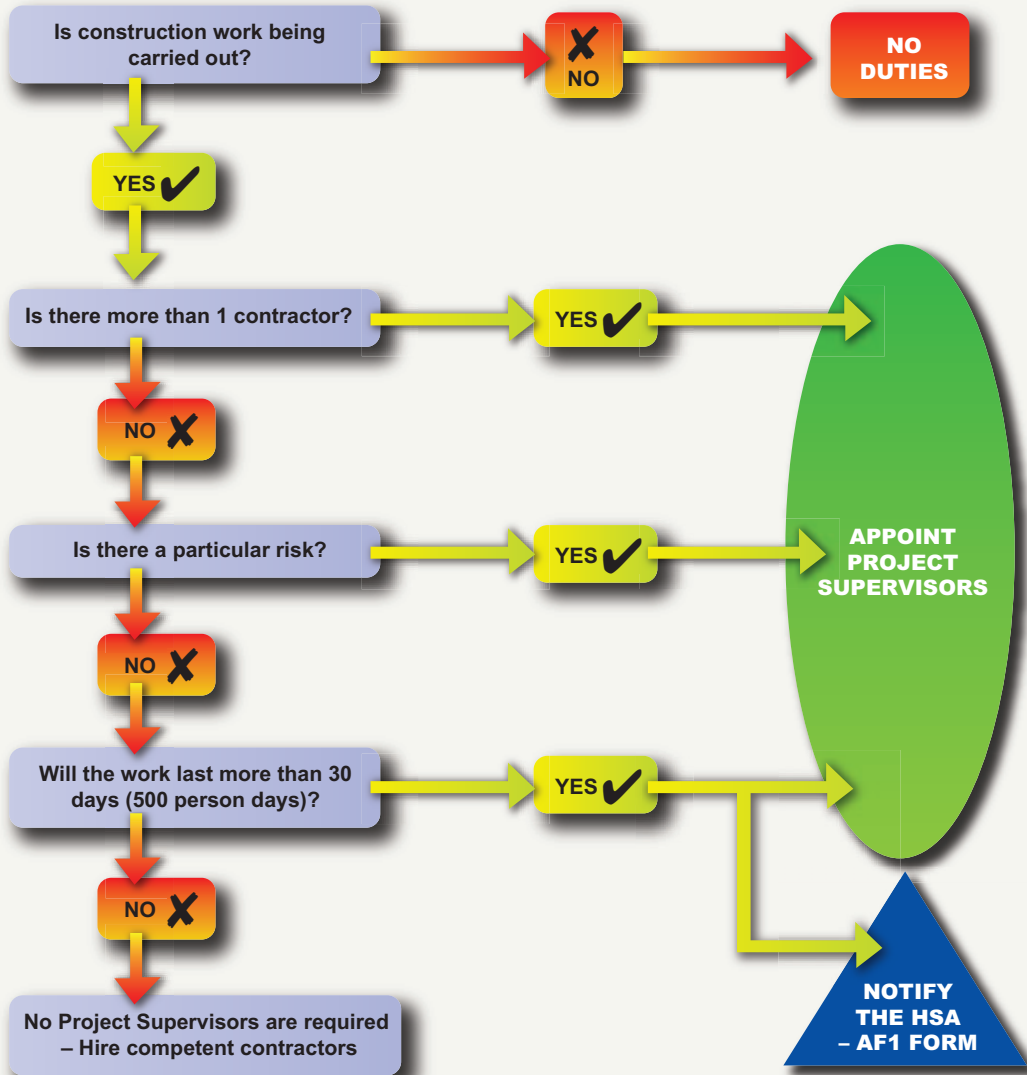 Is construction work being
carried out?
NO
NO
DUTIES
YES
Is there more than 1 contractor?
YES
NO
Is there a particular risk?
YES
APPOINT
PROJECT
SUPERVISORS
NO
Will the work last more than 30
days (500 person days)?
YES
NO
No Project Supervisors are required
– Hire competent contractors
NOTIFY
THE HSA
– AF1 FORM